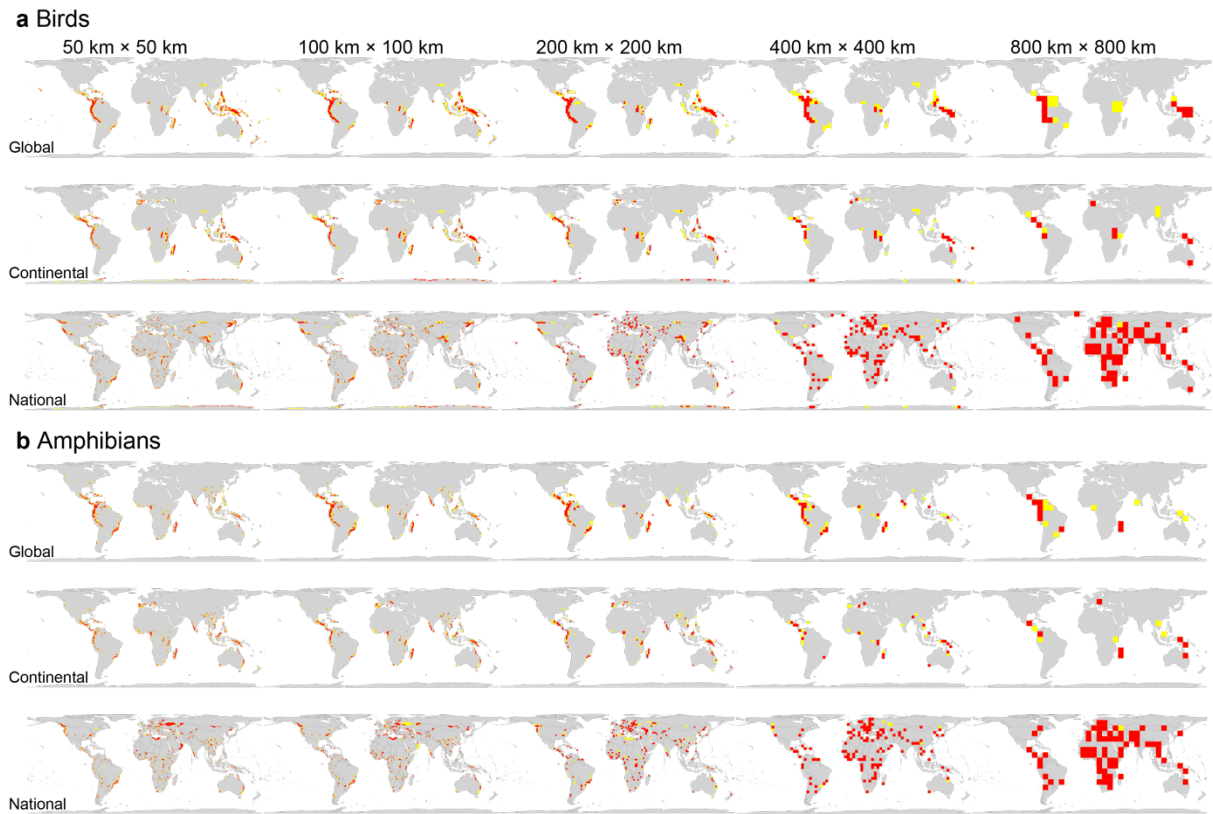 a Birds
50 km × 50 km 100 km × 100 km 200 km × 200 km 400 km × 400 km 800 km × 800 km
Global
Continental
National
b Amphibians
Global
Continental
National